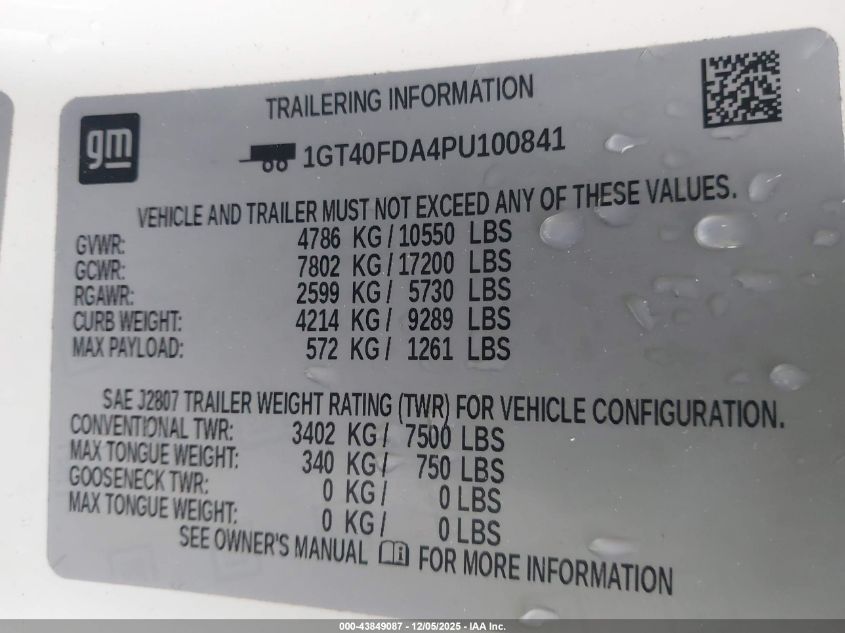 gm
TRAILERING INFORMATION
1GT40FDA4PU100841
VEHICLE AND TRAILER MUST NOT EXCEED ANY OF THESE VALUES.
GVWR: 4786 KG / 10550 LBS
GCWR: 7802 KG / 17200 LBS
RGAWR: 2599 KG / 5730 LBS
CURB WEIGHT: 4214 KG / 9289 LBS
MAX PAYLOAD: 572 KG / 1261 LBS
SAE J2807 TRAILER WEIGHT RATING (TWR) FOR VEHICLE CONFIGURATION.
CONVENTIONAL TWR: 3402 KG / 7500 LBS
MAX TONGUE WEIGHT: 340 KG / 750 LBS
GOOSENECK TWR: 0 KG / 0 LBS
MAX TONGUE WEIGHT: 0 KG / 0 LBS
SEE OWNER'S MANUAL FOR MORE INFORMATION
000-43849087 - 12/05/2025 - IAA Inc.